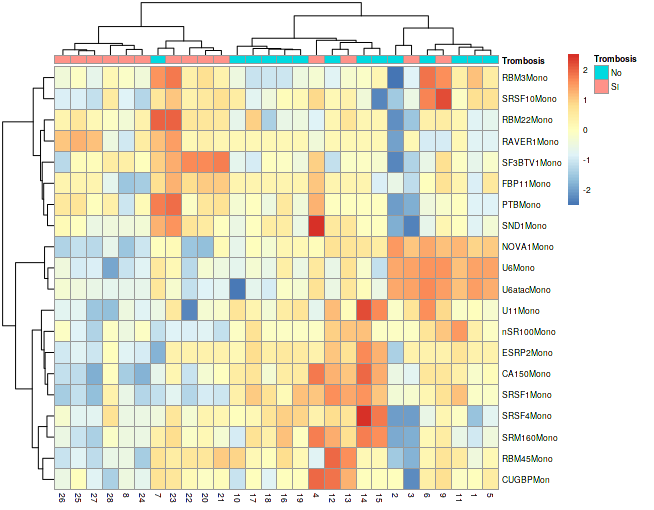 Trombosis
Trombosis
No
SI
2
1
0
-1
-2
RBM3Mono
SRSF10Mono
RBM22Mono
RAVER1Mono
SF3BTV1Mono
FBP11Mono
PTBMono
SND1Mono
NOVA1Mono
U6Mono
U6atacMono
U11Mono
nSR100Mono
ESRP2Mono
CA150Mono
SRSF1Mono
SRSF4Mono
SRM160Mono
RBM45Mono
CUGBPMon
26 25 27 28 8 24 7 23 22 20 21 10 17 18 16 19 4 12 13 14 15 2 3 6 9 11 1 5